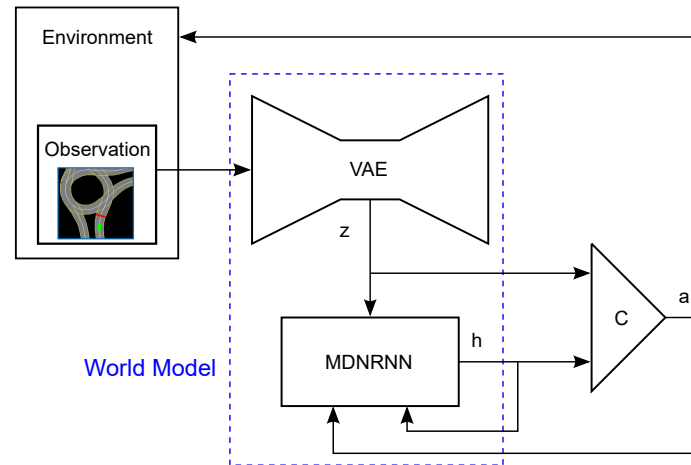 Environment
Observation
VAE
z
a
C
h
MDNRNN
World Model